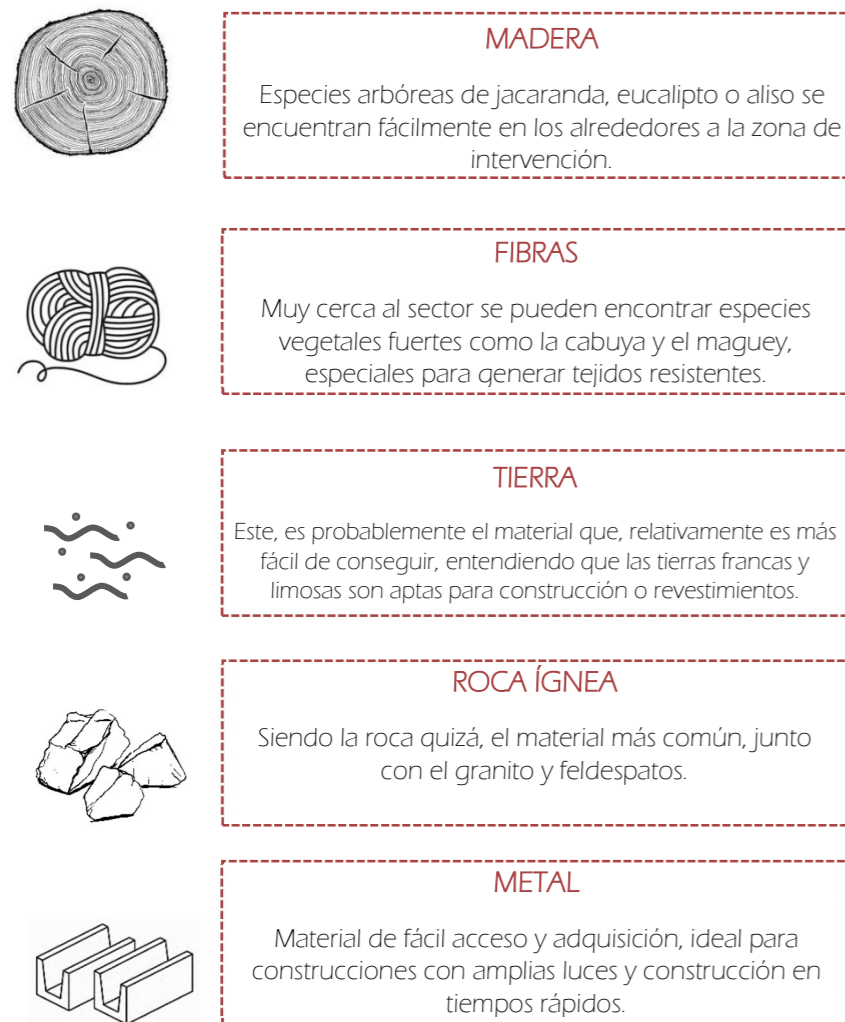 MADERA
Especies arbóreas de jacaranda, eucalipto o aliso se
encuentran fácilmente en los alrededores a la zona de
intervención.
FIBRAS
Muy cerca al sector se pueden encontrar especies
vegetales fuertes como la cabuya y el maguey,
especiales para generar tejidos resistentes.
TIERRA
Este, es probablemente el material que, relativamente es más
fácil de conseguir, entendiendo que las tierras francas y
limosas son aptas para construcción o revestimientos.
ROCA ÍGNEA
Siendo la roca quizá, el material más común, junto
con el granito y feldespatos.
METAL
Material de fácil acceso y adquisición, ideal para
construcciones con amplias luces y construcción en
tiempos rápidos.